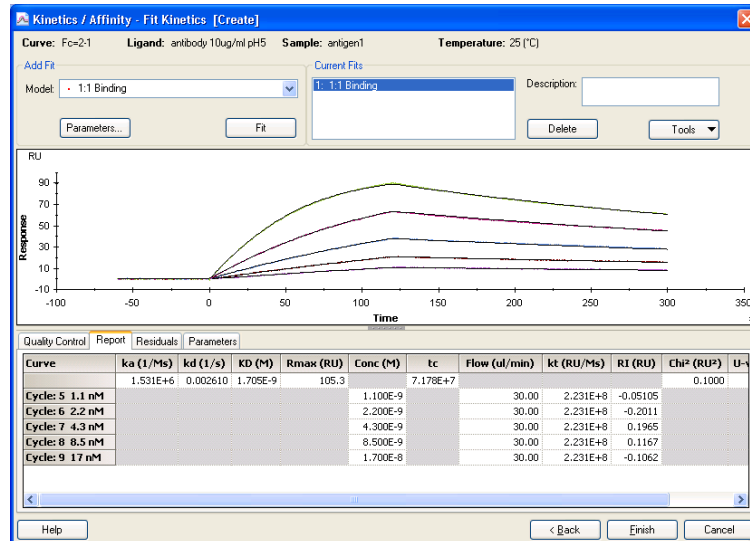 Kinetics / Affinity - Fit Kinetics [Create]
Curve: Fc=2-1 Ligand: antibody 10ug/ml pH5 Sample: antigen1 Temperature: 25 (°C)
Add Fit
Current Fits
Model: 1:1 Binding
1: 1:1 Binding
Description:
Parameters...
Fit
Delete
Tools
RU
90
70
50
30
10
-10
Response
-100 -50 0 50 100 150 200 250 300 350
Time
Quality Control Report Residuals Parameters
Curve ka (1/Ms) kd (1/s) KD (M) Rmax (RU) Conc (M) tc Flow (ul/min) kt (RU/Ms) RI (RU) Chi² (RU²) U-v
1.531E+6 0.002610 1.705E-9 105.3 7.178E+7 0.1000
Cycle: 5 1.1 nM 1.100E-9 30.00 2.231E+8 -0.05105
Cycle: 6 2.2 nM 2.200E-9 30.00 2.231E+8 -0.2011
Cycle: 7 4.3 nM 4.300E-9 30.00 2.231E+8 0.1965
Cycle: 8 8.5 nM 8.500E-9 30.00 2.231E+8 0.1167
Cycle: 9 17 nM 1.700E-8 30.00 2.231E+8 -0.1062
Help
< Back
Finish
Cancel